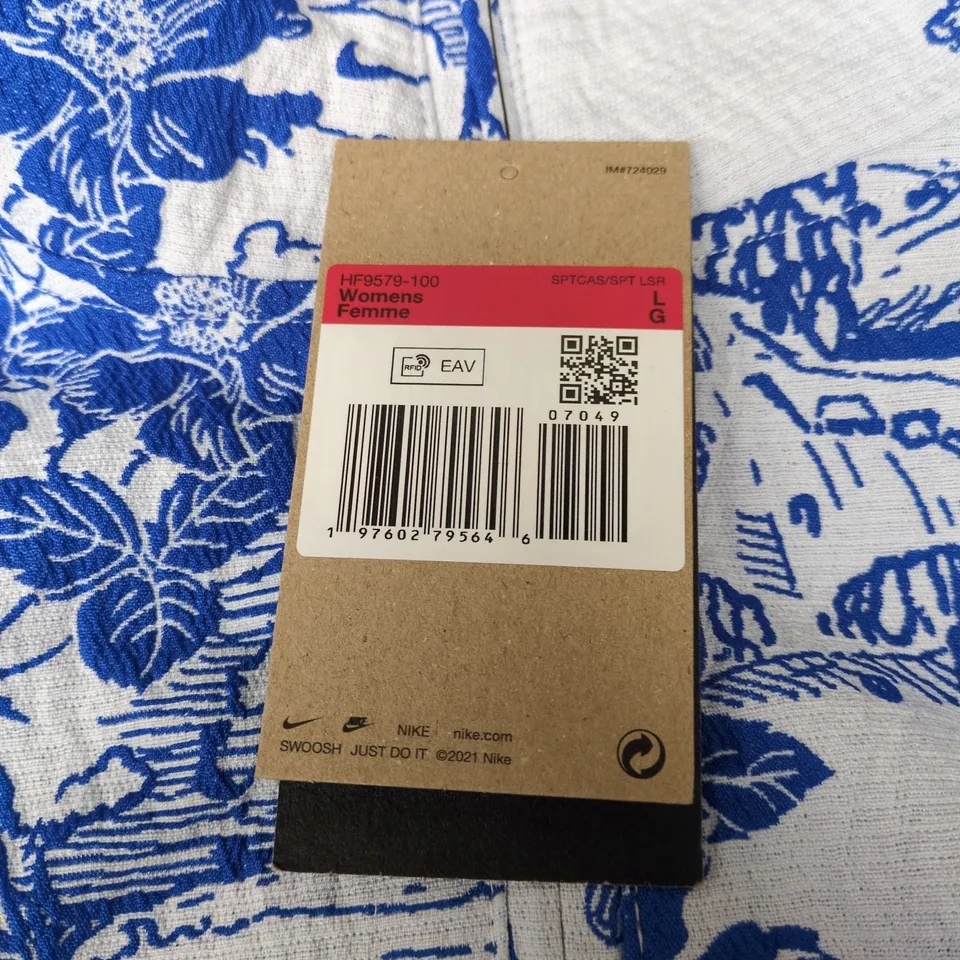 IM#724029
HF9579-100 SPTCAS/SPT LSR
Womens L
Femme G
RFID EAV
07049
1 97602 79564 6
NIKE nike.com
SWOOSH JUST DO IT ©2021 Nike